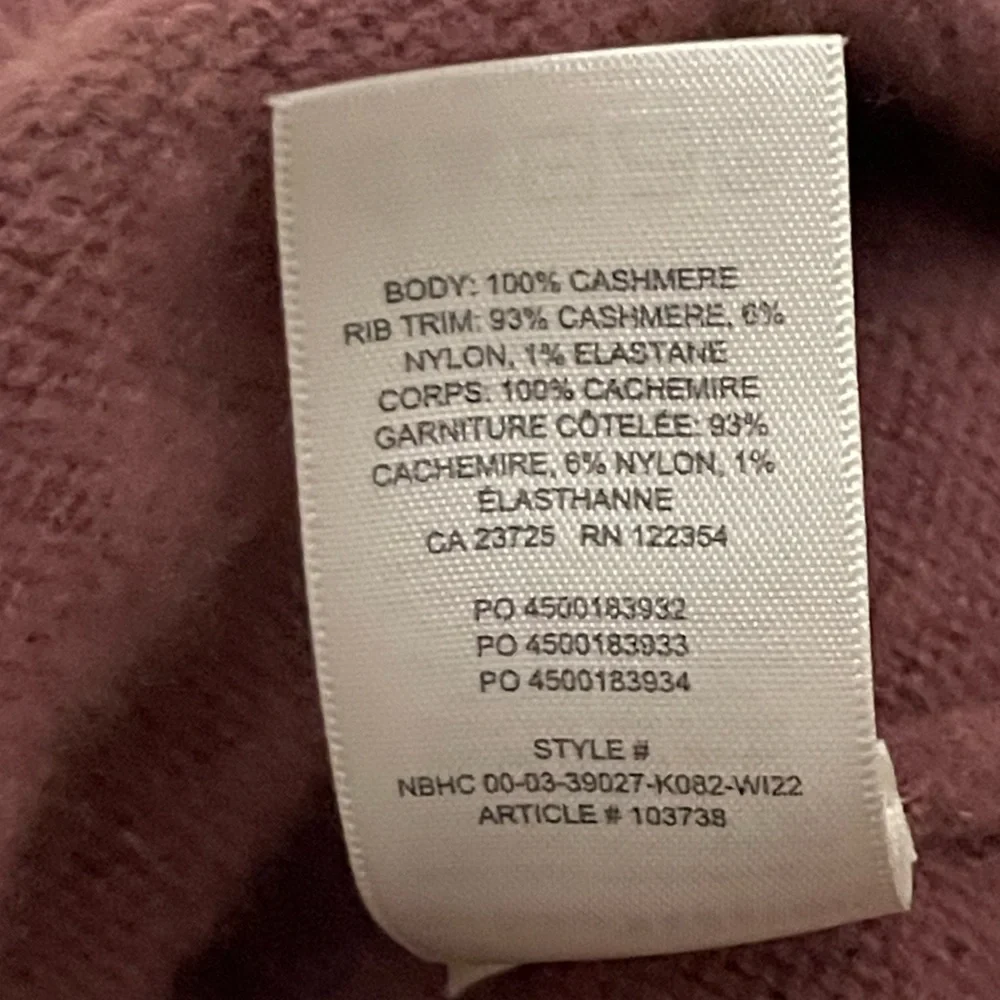 BODY: 100% CASHMERE
RIB TRIM: 93% CASHMERE, 6%
NYLON, 1% ELASTANE
CORPS: 100% CACHEMIRE
GARNITURE CÔTELÉE: 93%
CACHEMIRE, 6% NYLON, 1%
ÉLASTHANNE
CA 23725 RN 122354
PO 4500183932
PO 4500183933
PO 4500183934
STYLE #
NBHC 00-03-39027-K082-WI22
ARTICLE # 103738